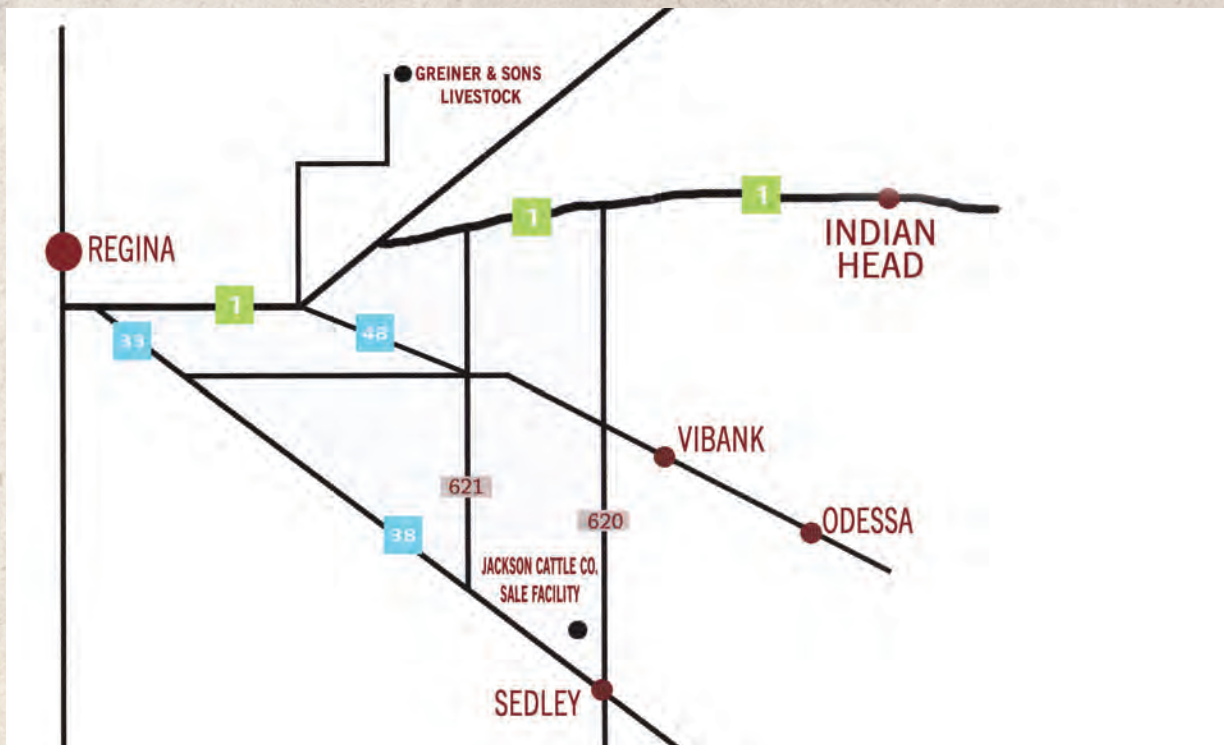 GREINER & SONS
LIVESTOCK
1
1
INDIAN
HEAD
REGINA
1
33
48
VIBANK
621
620
ODESSA
38
JACKSON CATTLE CO.
SALE FACILITY
SEDLEY